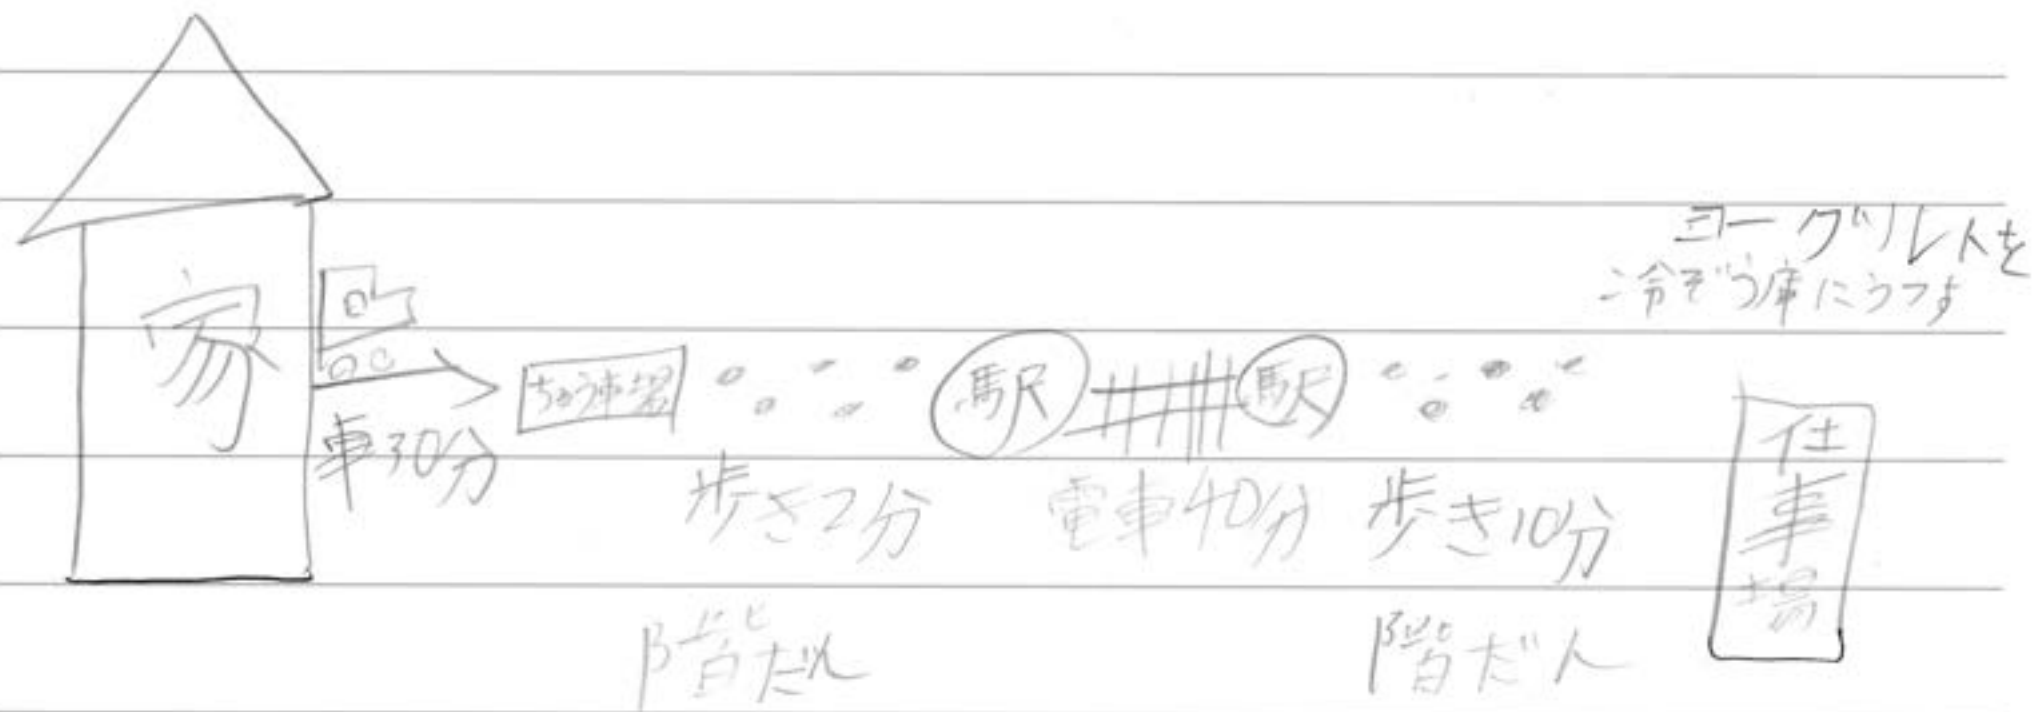 ヨーグルトを
冷ぞう庫にうつす
家
ちゅう車場
駅
駅
仕事場
車30分
歩き2分
電車40分
歩き10分
階だん
階だん